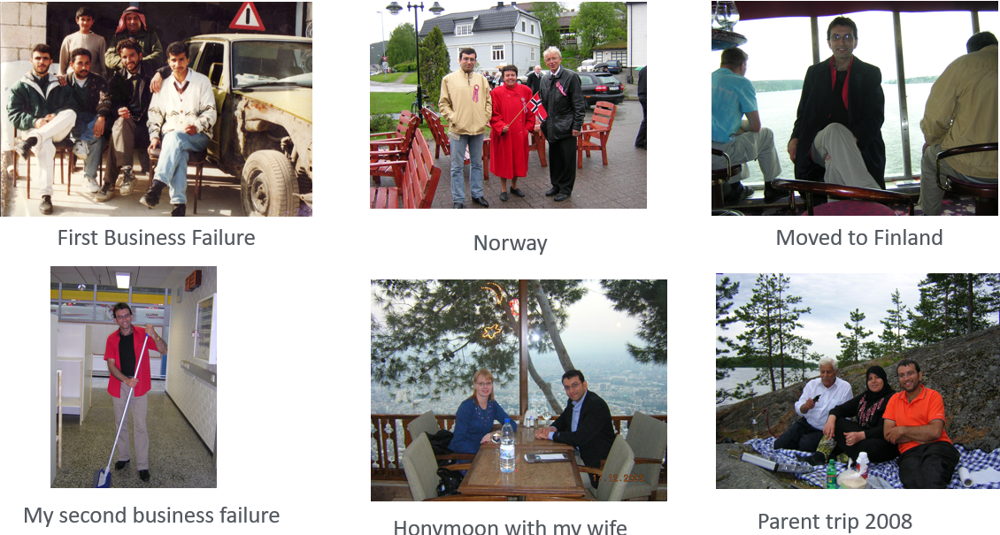 First Business Failure
Norway
Moved to Finland
My second business failure
Honymoon with my wife
Parent trip 2008